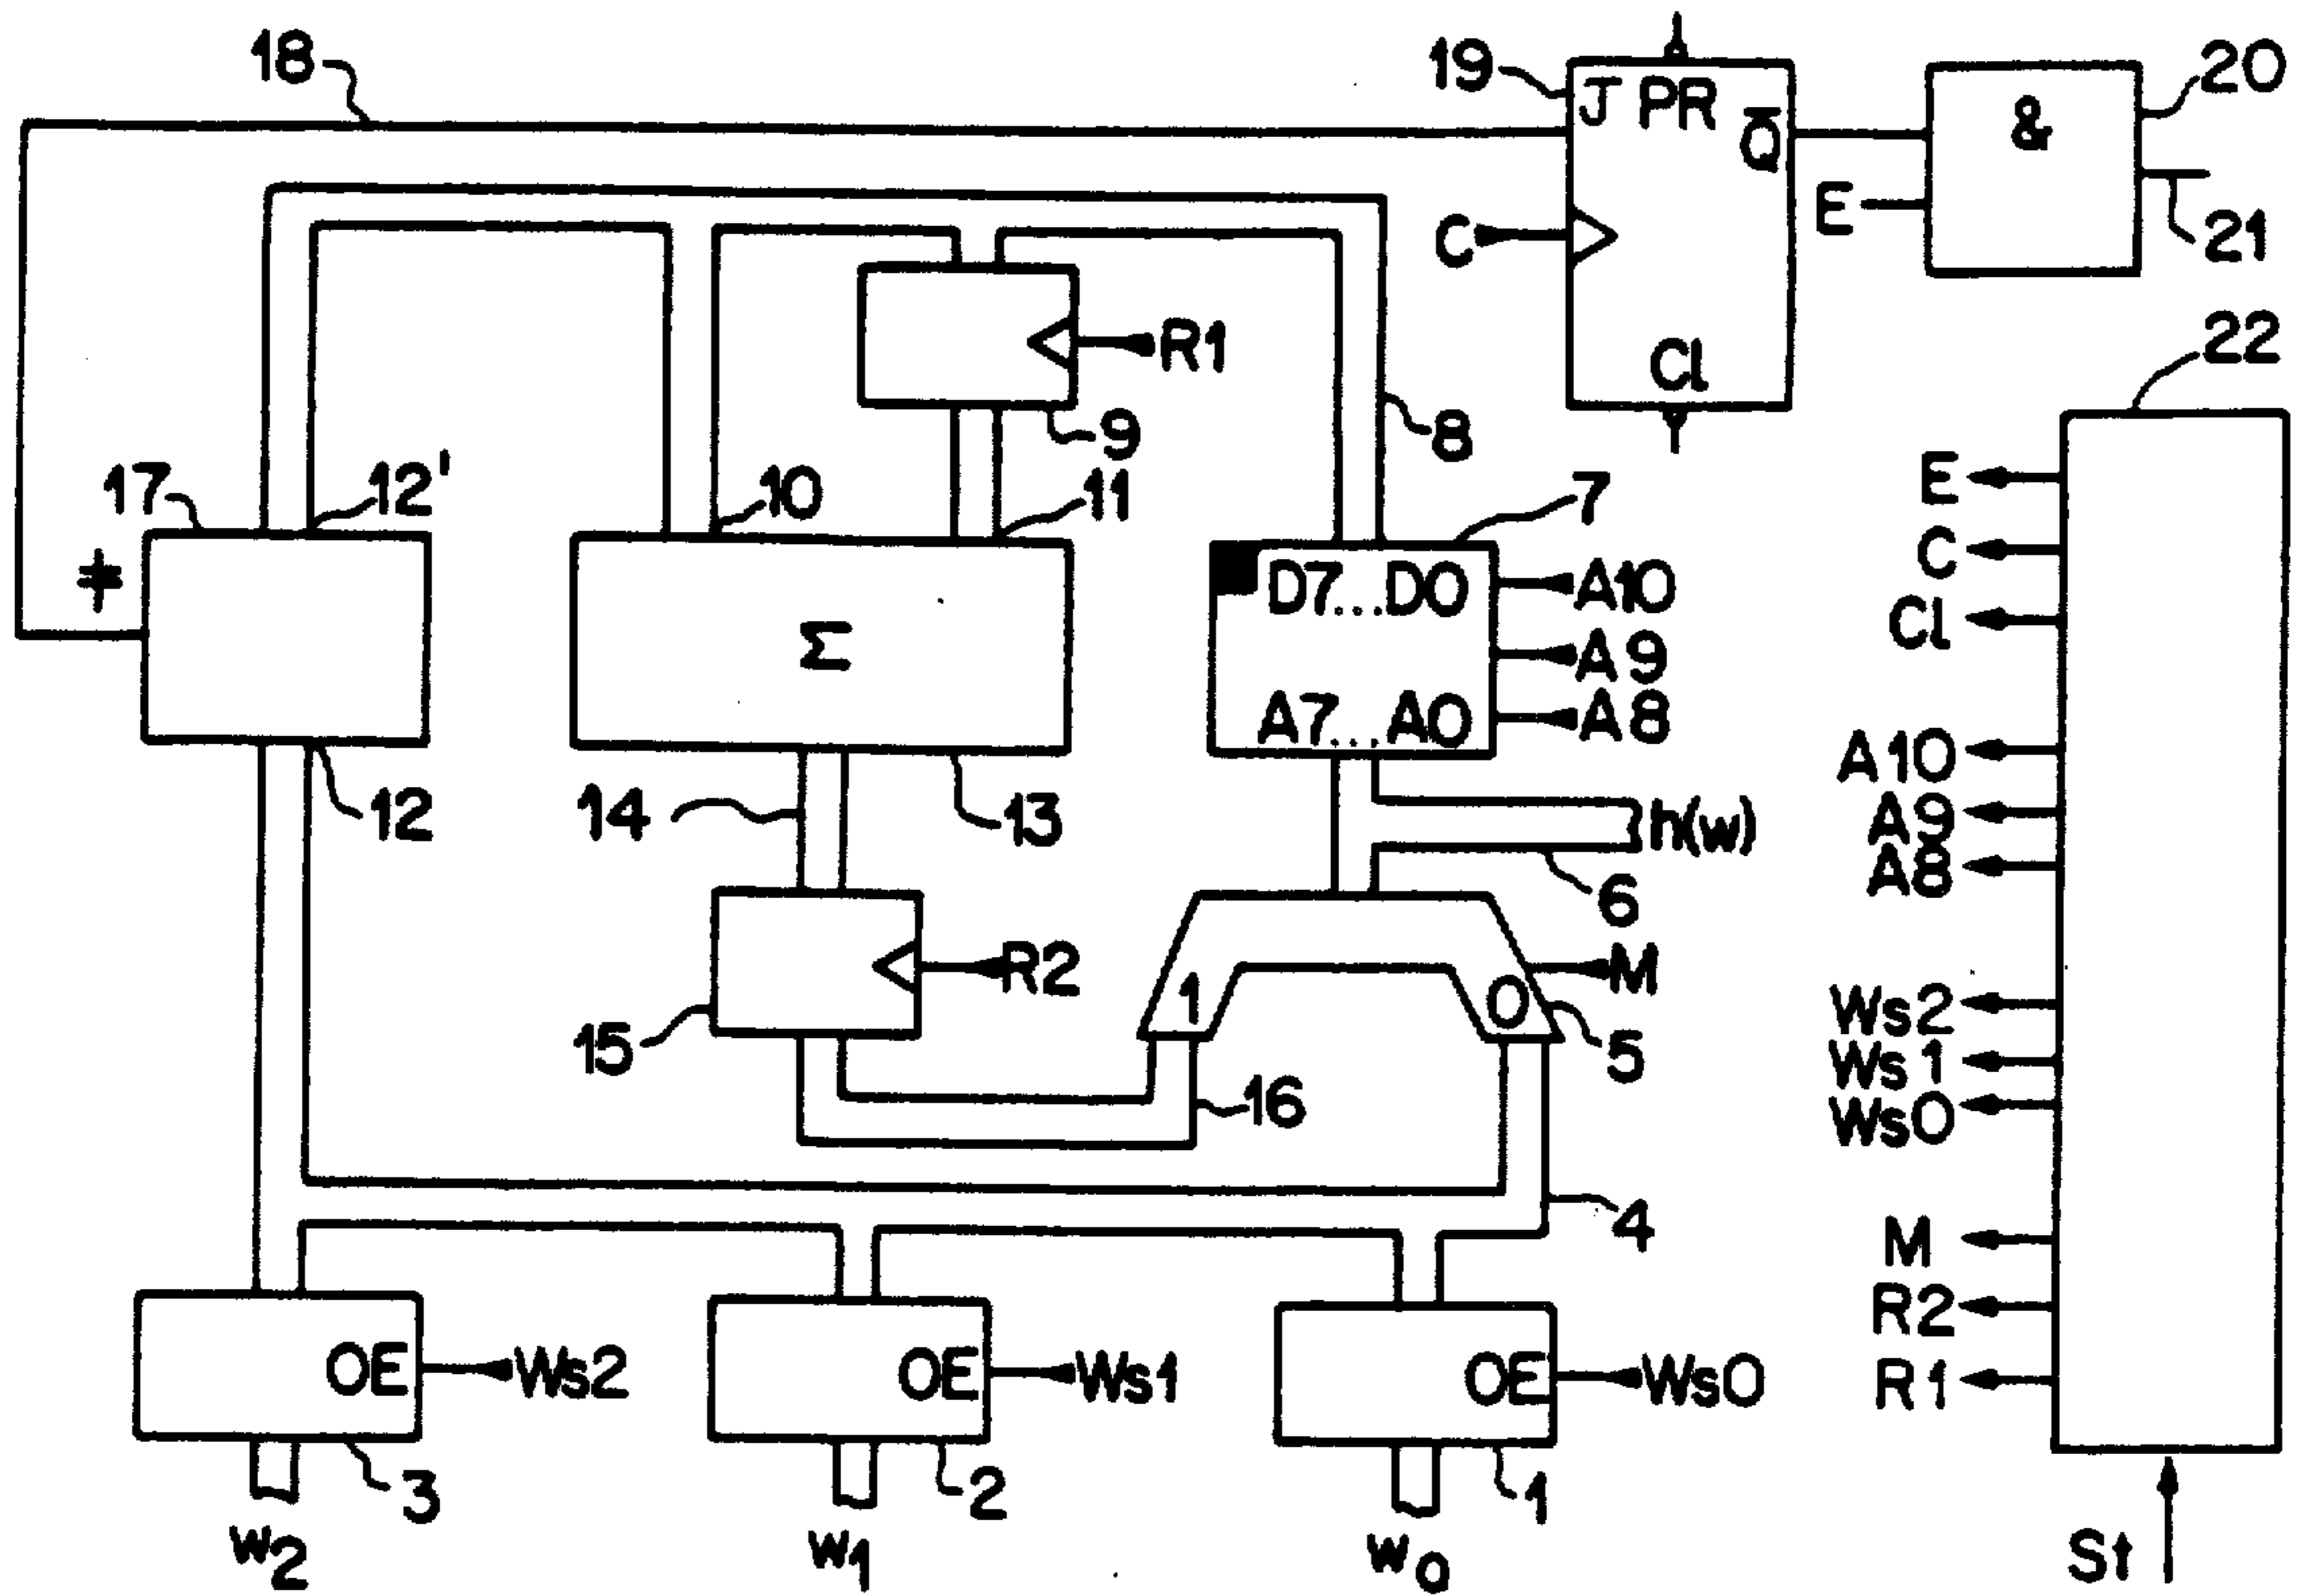 18
19
J PR Q̄
&
20
E
21
C
R1
Cl
22
9
8
E
17
12'
10
11
7
C
≠
D7...D0
A10
Σ
A9
Cl
A7...A0
A8
A10
12
14
13
h(w)
A9
6
A8
R2
1
M
0
Ws2
15
5
Ws1
16
Ws0
4
M
R2
OE
Ws2
OE
Ws1
OE
Ws0
R1
3
2
1
w2
w1
w0
St